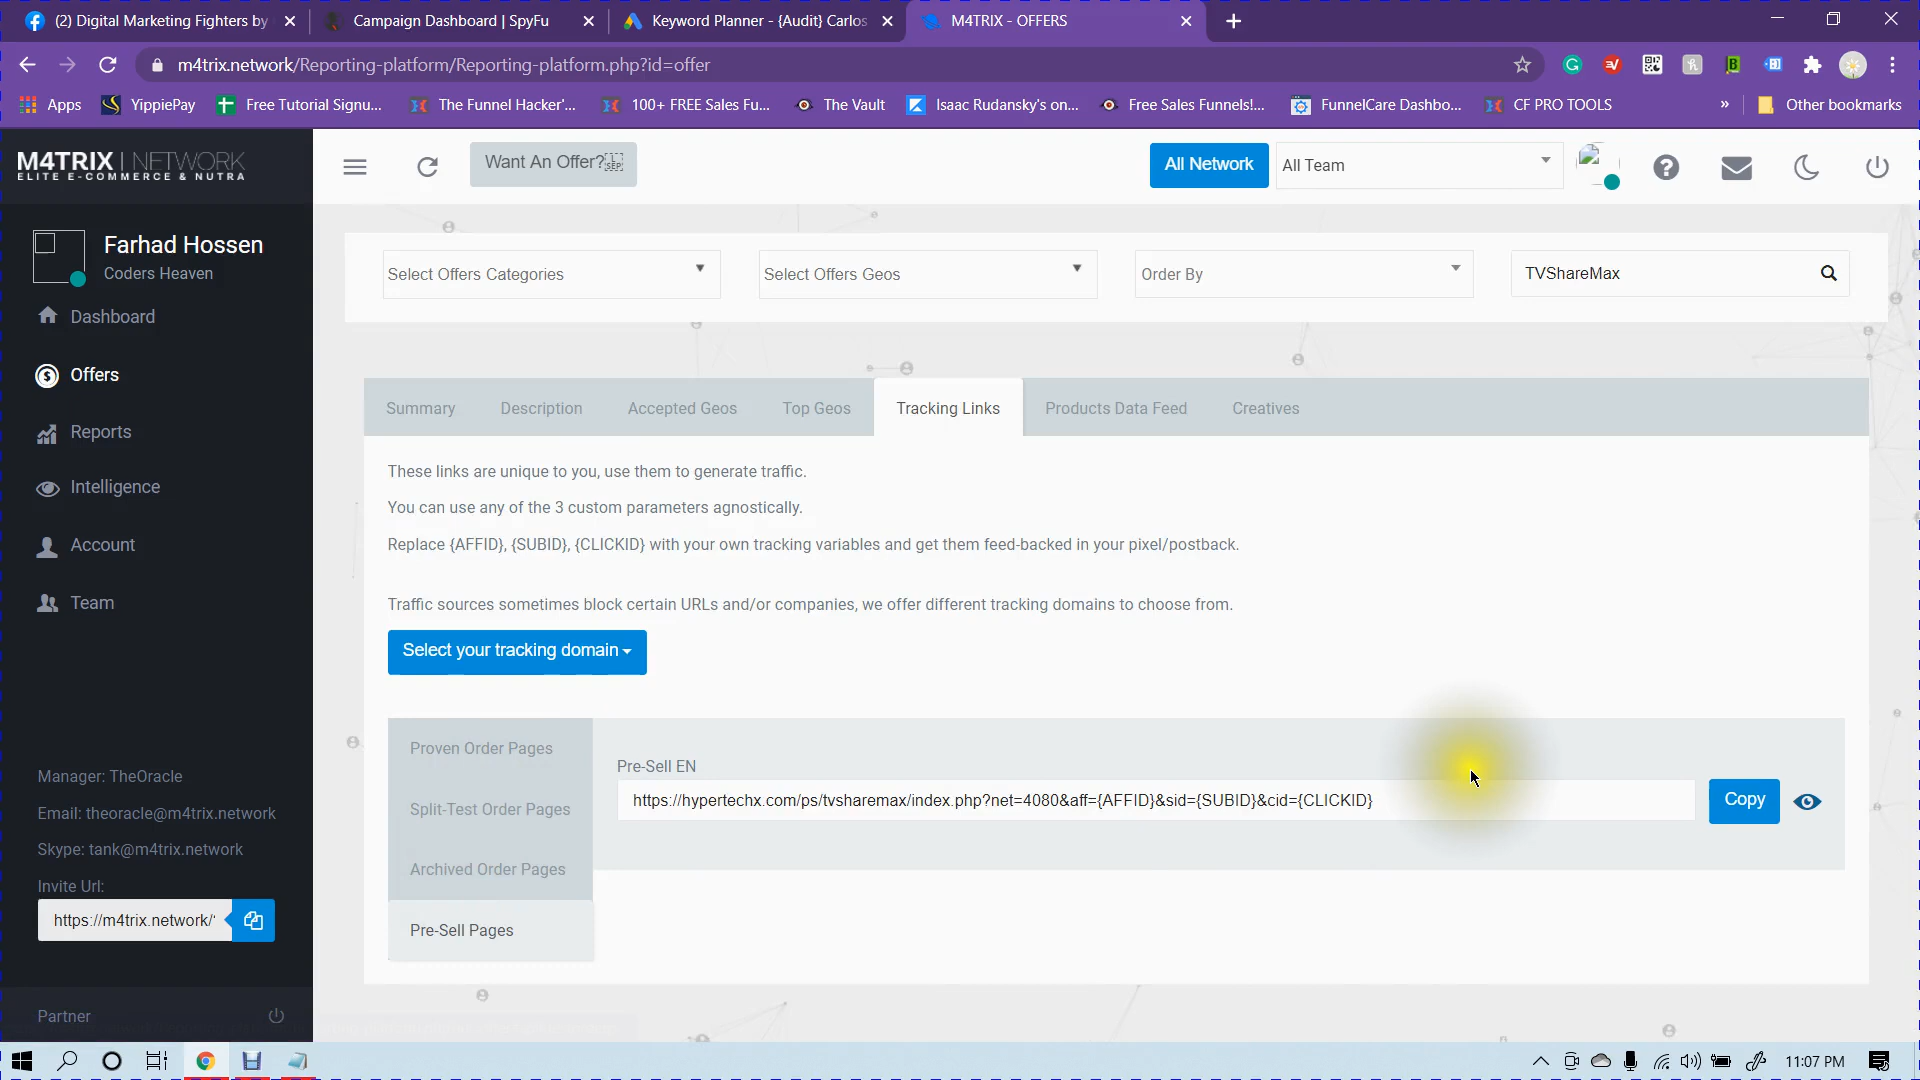 (2) Digital Marketing Fighters by
Campaign Dashboard | SpyFu
Keyword Planner - {Audit} Carlos
M4TRIX - OFFERS
m4trix.network/Reporting-platform/Reporting-platform.php?id=offer
Apps
YippiePay
Free Tutorial Signu...
The Funnel Hacker'...
100+ FREE Sales Fu...
The Vault
Isaac Rudansky's on...
Free Sales Funnels!...
FunnelCare Dashbo...
CF PRO TOOLS
»
Other bookmarks
M4TRIX | NETWORK
ELITE E-COMMERCE & NUTRA
Want An Offer?
All Network
All Team
Farhad Hossen
Coders Heaven
Dashboard
Offers
Reports
Intelligence
Account
Team
Manager: TheOracle
Email: theoracle@m4trix.network
Skype: tank@m4trix.network
Invite Url:
https://m4trix.network/'
Partner
Select Offers Categories
Select Offers Geos
Order By
TVShareMax
Summary
Description
Accepted Geos
Top Geos
Tracking Links
Products Data Feed
Creatives
These links are unique to you, use them to generate traffic.
You can use any of the 3 custom parameters agnostically.
Replace {AFFID}, {SUBID}, {CLICKID} with your own tracking variables and get them feed-backed in your pixel/postback.
Traffic sources sometimes block certain URLs and/or companies, we offer different tracking domains to choose from.
Select your tracking domain
Proven Order Pages
Split-Test Order Pages
Archived Order Pages
Pre-Sell Pages
Pre-Sell EN
https://hypertechx.com/ps/tvsharemax/index.php?net=4080&aff={AFFID}&sid={SUBID}&cid={CLICKID}
Copy
11:07 PM